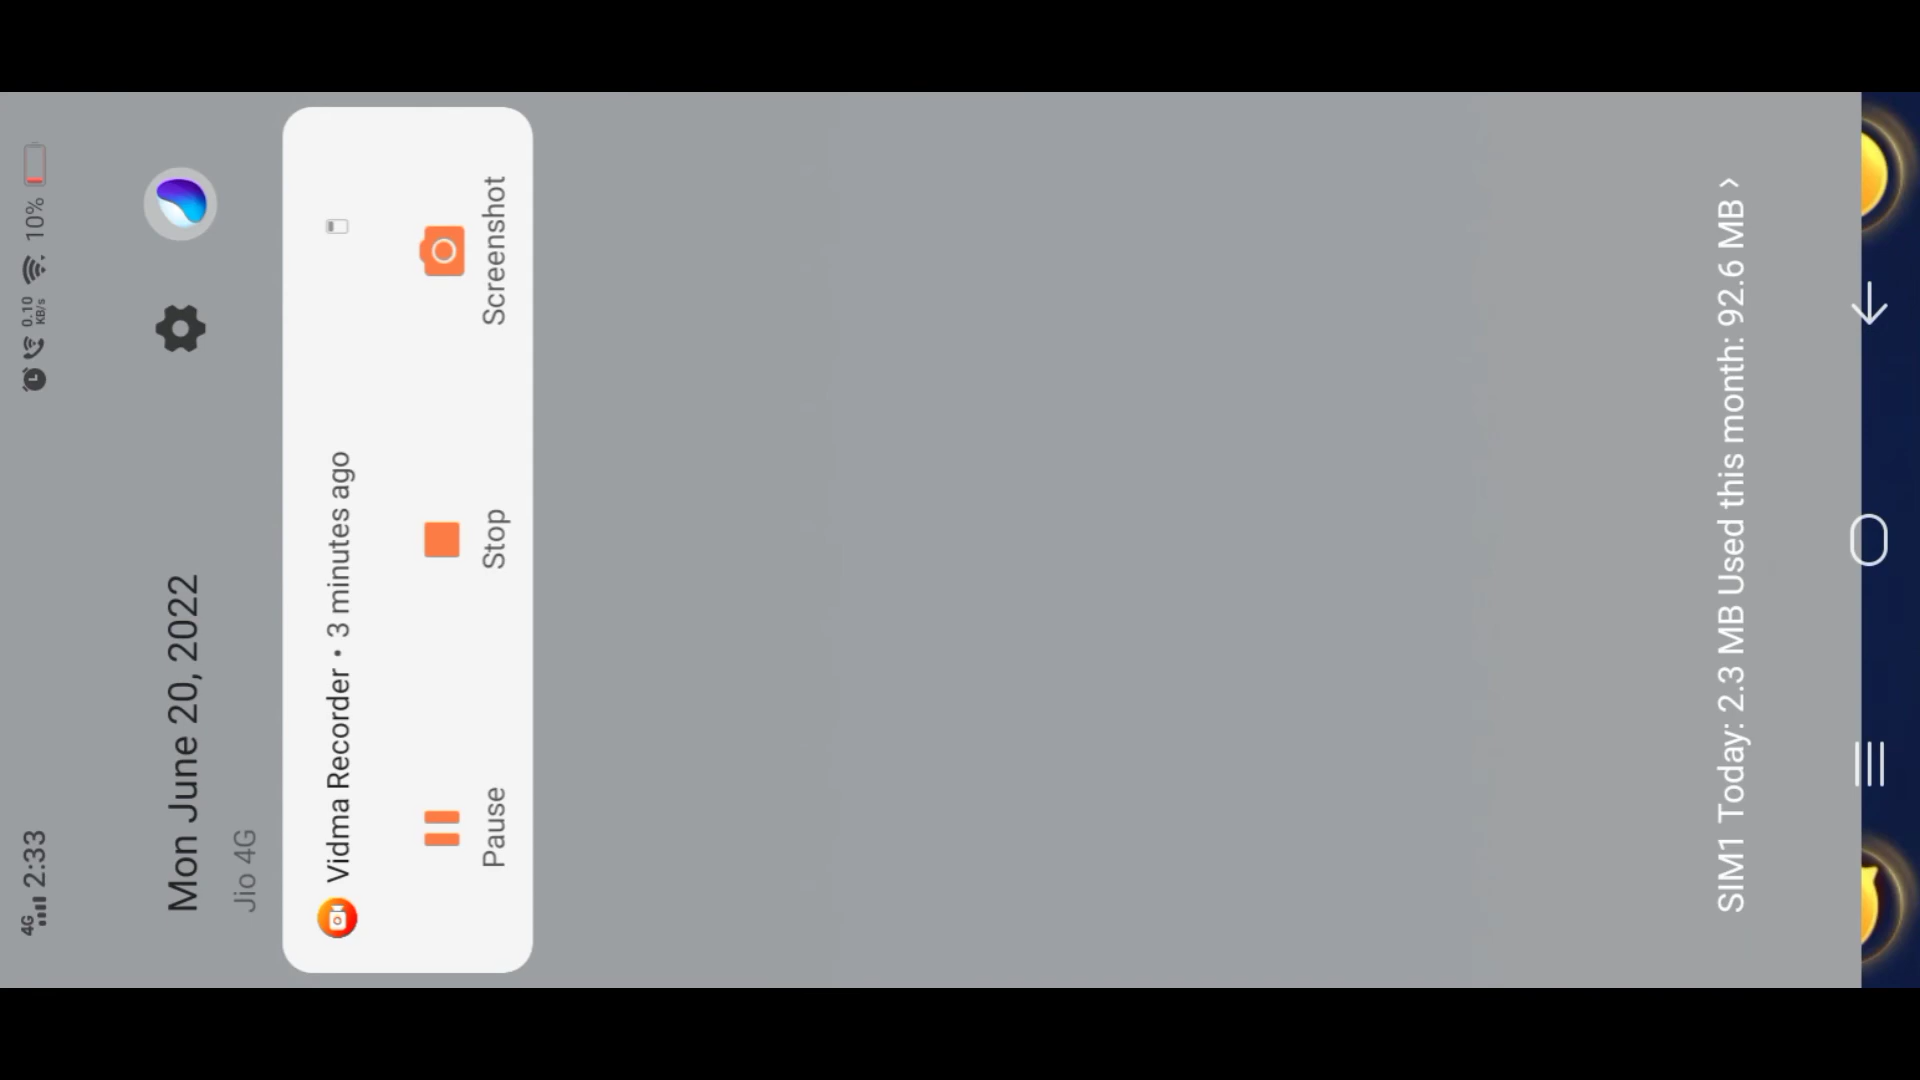 4G 2:33
0.10 KB/s 10%
Mon June 20, 2022
Jio 4G
Vidma Recorder • 3 minutes ago
Pause Stop Screenshot
SIM1 Today: 2.3 MB Used this month: 92.6 MB >